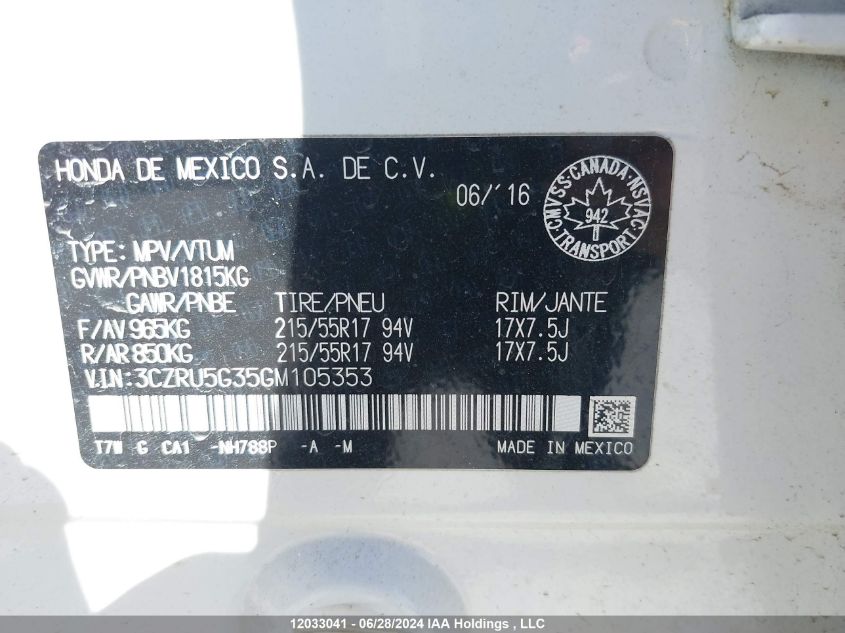 HONDA DE MEXICO S.A. DE C.V.
06/'16
CMVSS-CANADA-NSVAC
942
TRANSPORT
TYPE: MPV/VTUM
GVWR/PNBV1815KG
GAWR/PNBE TIRE/PNEU RIM/JANTE
F/AV 965KG 215/55R17 94V 17X7.5J
R/AR 850KG 215/55R17 94V 17X7.5J
V.I.N.:3CZRU5G35GM105353
T7W G CA1 -NH788P -A -M MADE IN MEXICO
12033041 - 06/28/2024 IAA Holdings , LLC